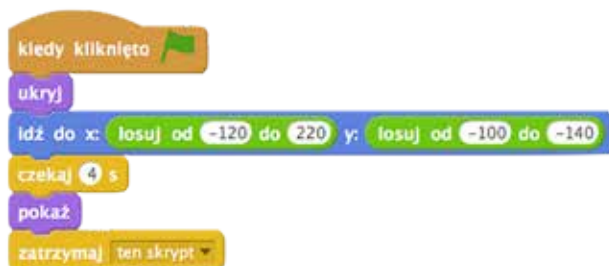 kiedy kliknięto
ukryj
idź do x: losuj od -120 do 220 y: losuj od -100 do -140
czekaj 4 s
pokaż
zatrzymaj ten skrypt